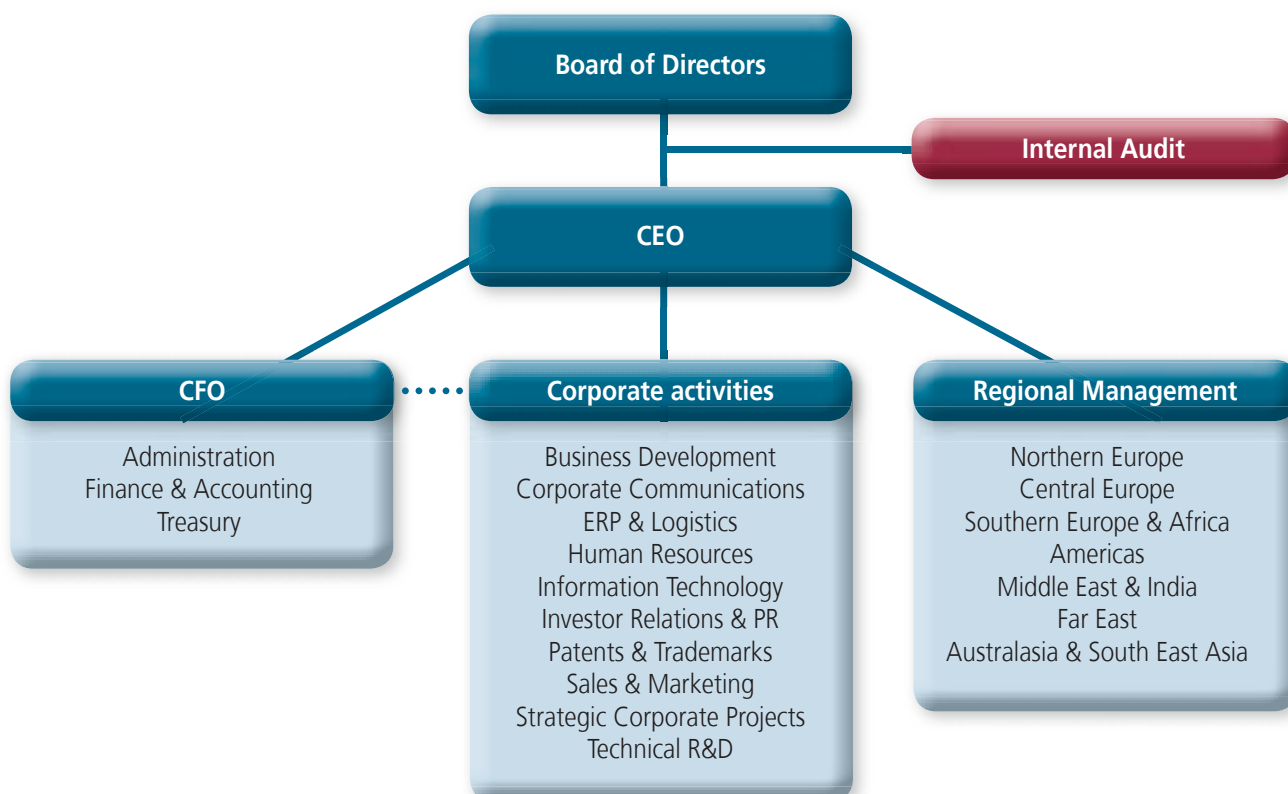 Board of Directors
Internal Audit
CEO
CFO
Administration
Finance & Accounting
Treasury
Corporate activities
Business Development
Corporate Communications
ERP & Logistics
Human Resources
Information Technology
Investor Relations & PR
Patents & Trademarks
Sales & Marketing
Strategic Corporate Projects
Technical R&D
Regional Management
Northern Europe
Central Europe
Southern Europe & Africa
Americas
Middle East & India
Far East
Australasia & South East Asia